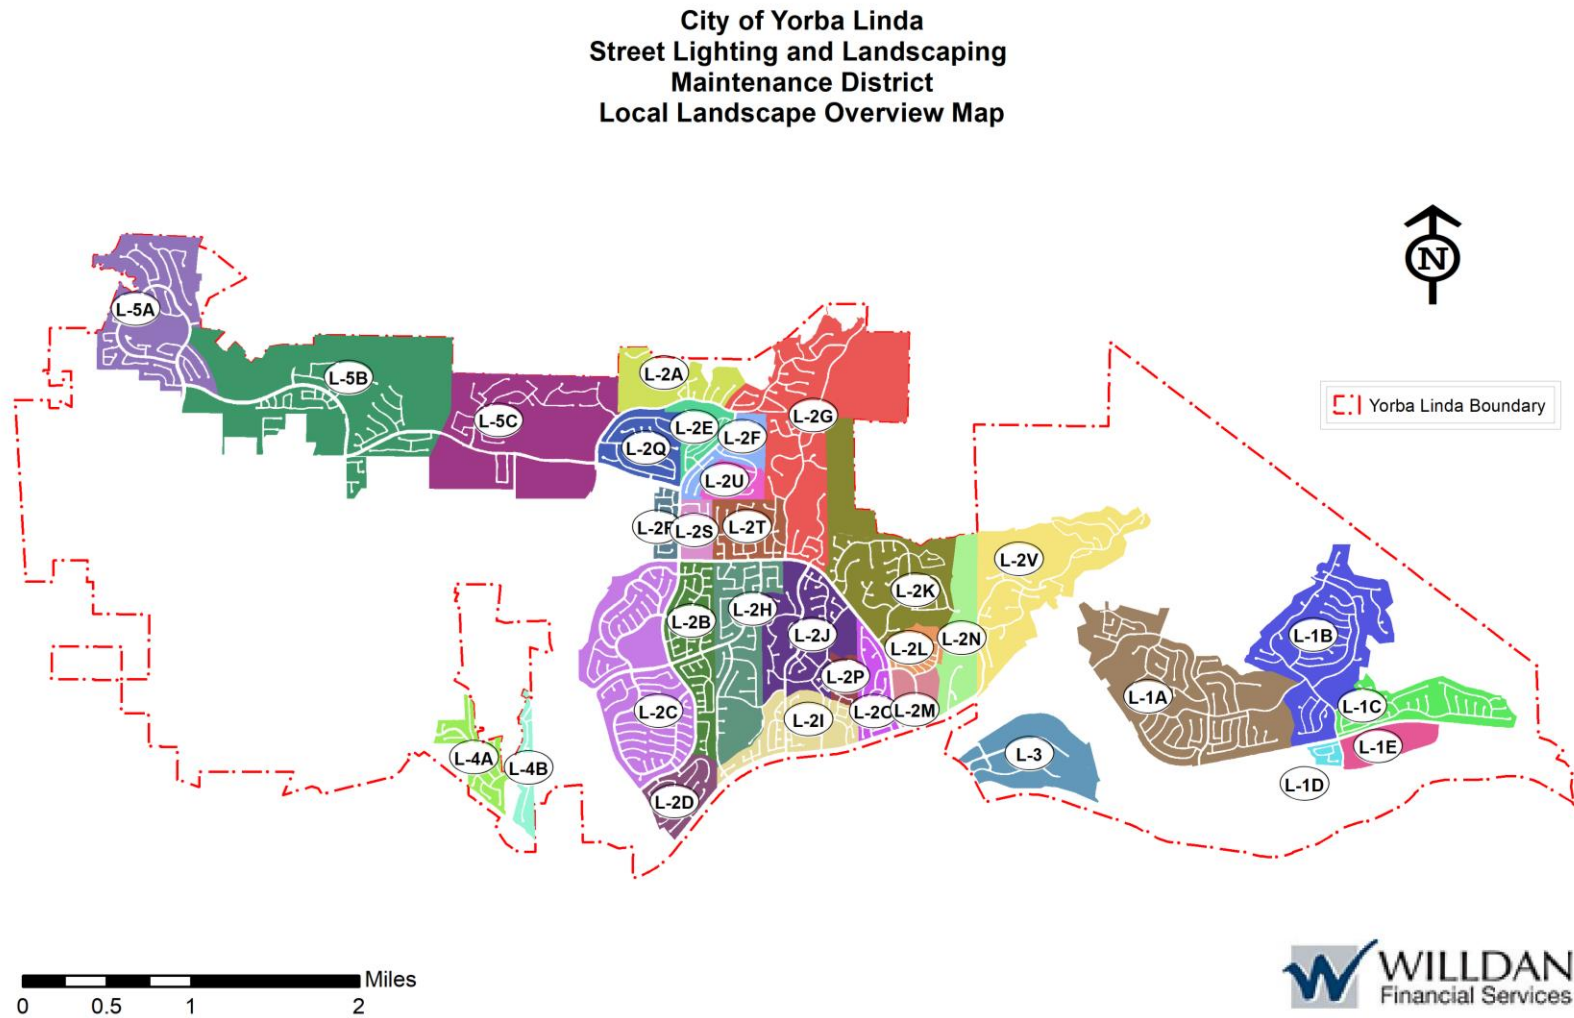 City of Yorba Linda
Street Lighting and Landscaping
Maintenance District
Local Landscape Overview Map
N
L-5A
L-5B
L-2A
Yorba Linda Boundary
L-5C
L-2G
L-2E
L-2F
L-2Q
L-2U
L-2S
L-2T
L-2V
L-2K
L-2H
L-2B
L-2J
L-2N
L-1B
L-2L
L-2P
L-1A
L-2C
L-2M
L-1C
L-2I
L-1E
L-3
L-4A
L-4B
L-1D
L-2D
Miles
0 0.5 1 2
WILLDAN
Financial Services